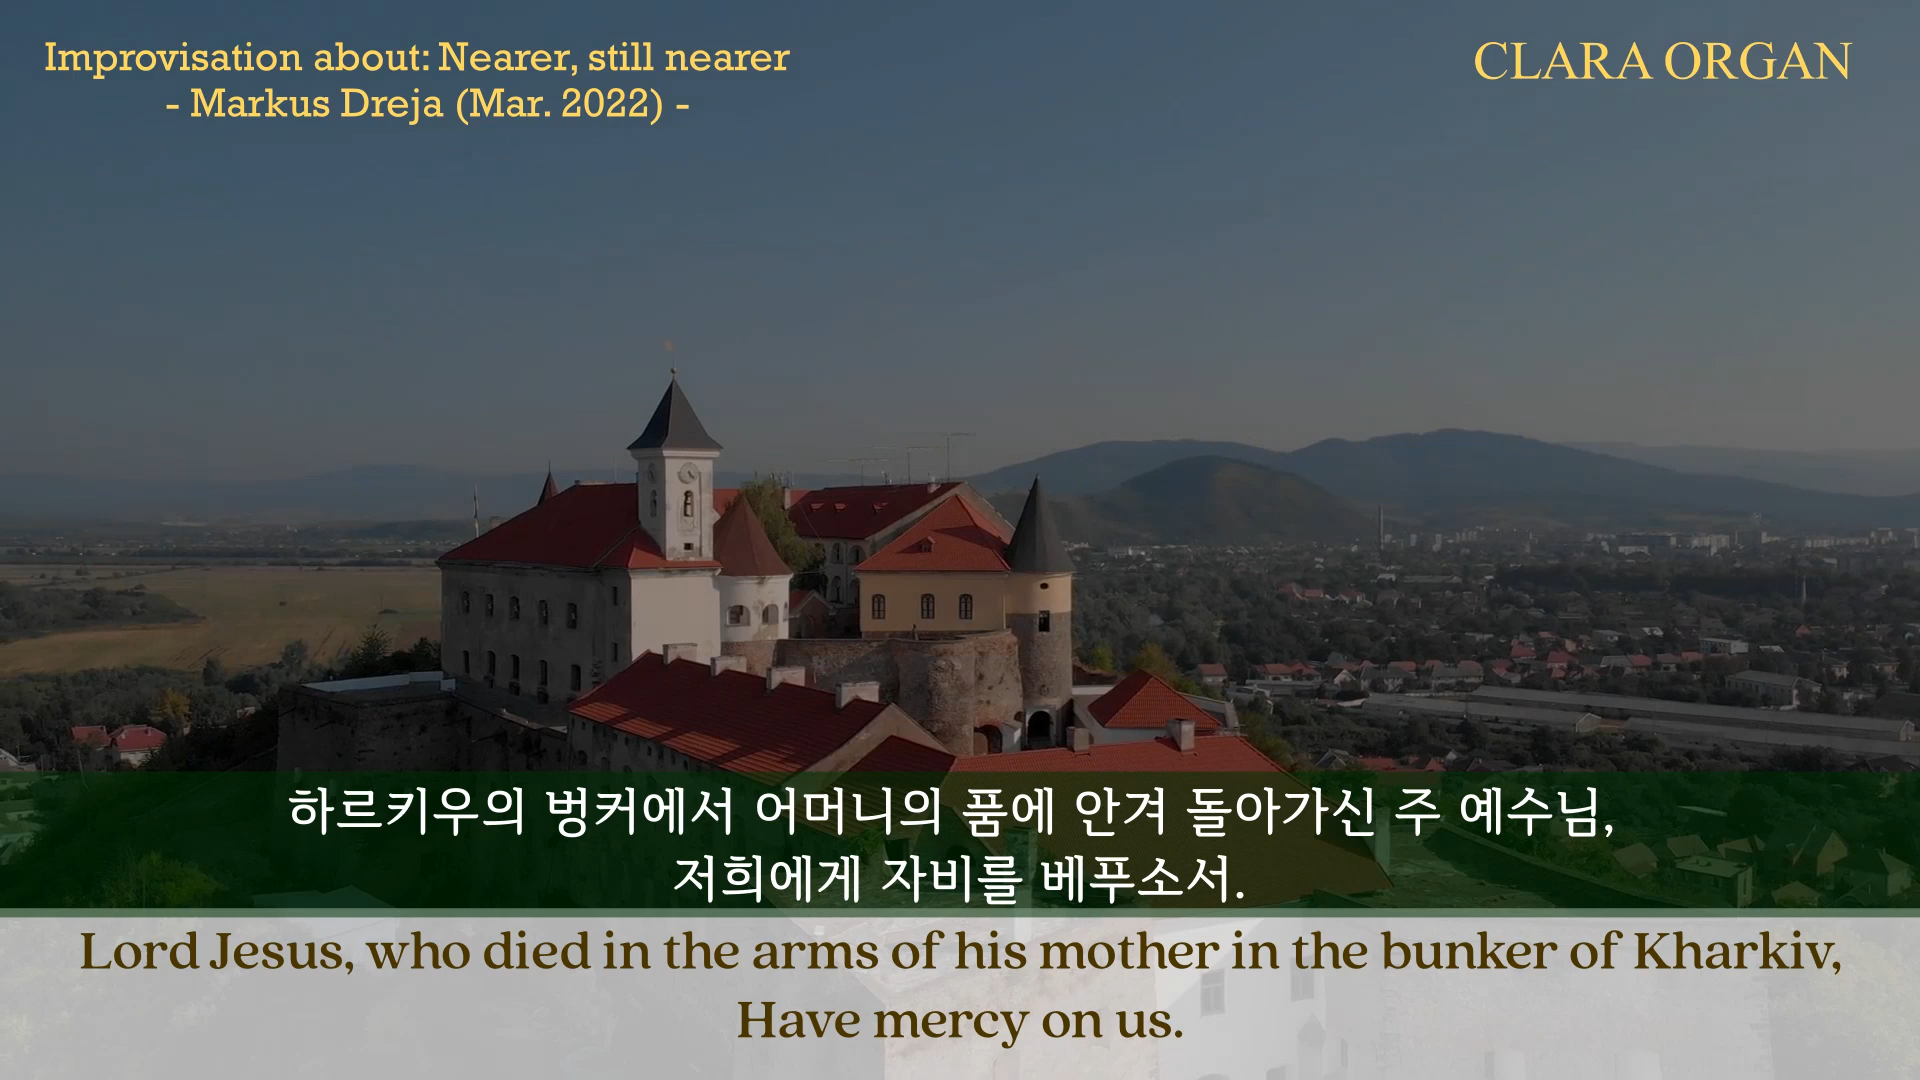 Improvisation about: Nearer, still nearer
- Markus Dreja (Mar. 2022) -
CLARA ORGAN
하르키우의 벙커에서 어머니의 품에 안겨 돌아가신 주 예수님,
저희에게 자비를 베푸소서.
Lord Jesus, who died in the arms of his mother in the bunker of Kharkiv,
Have mercy on us.